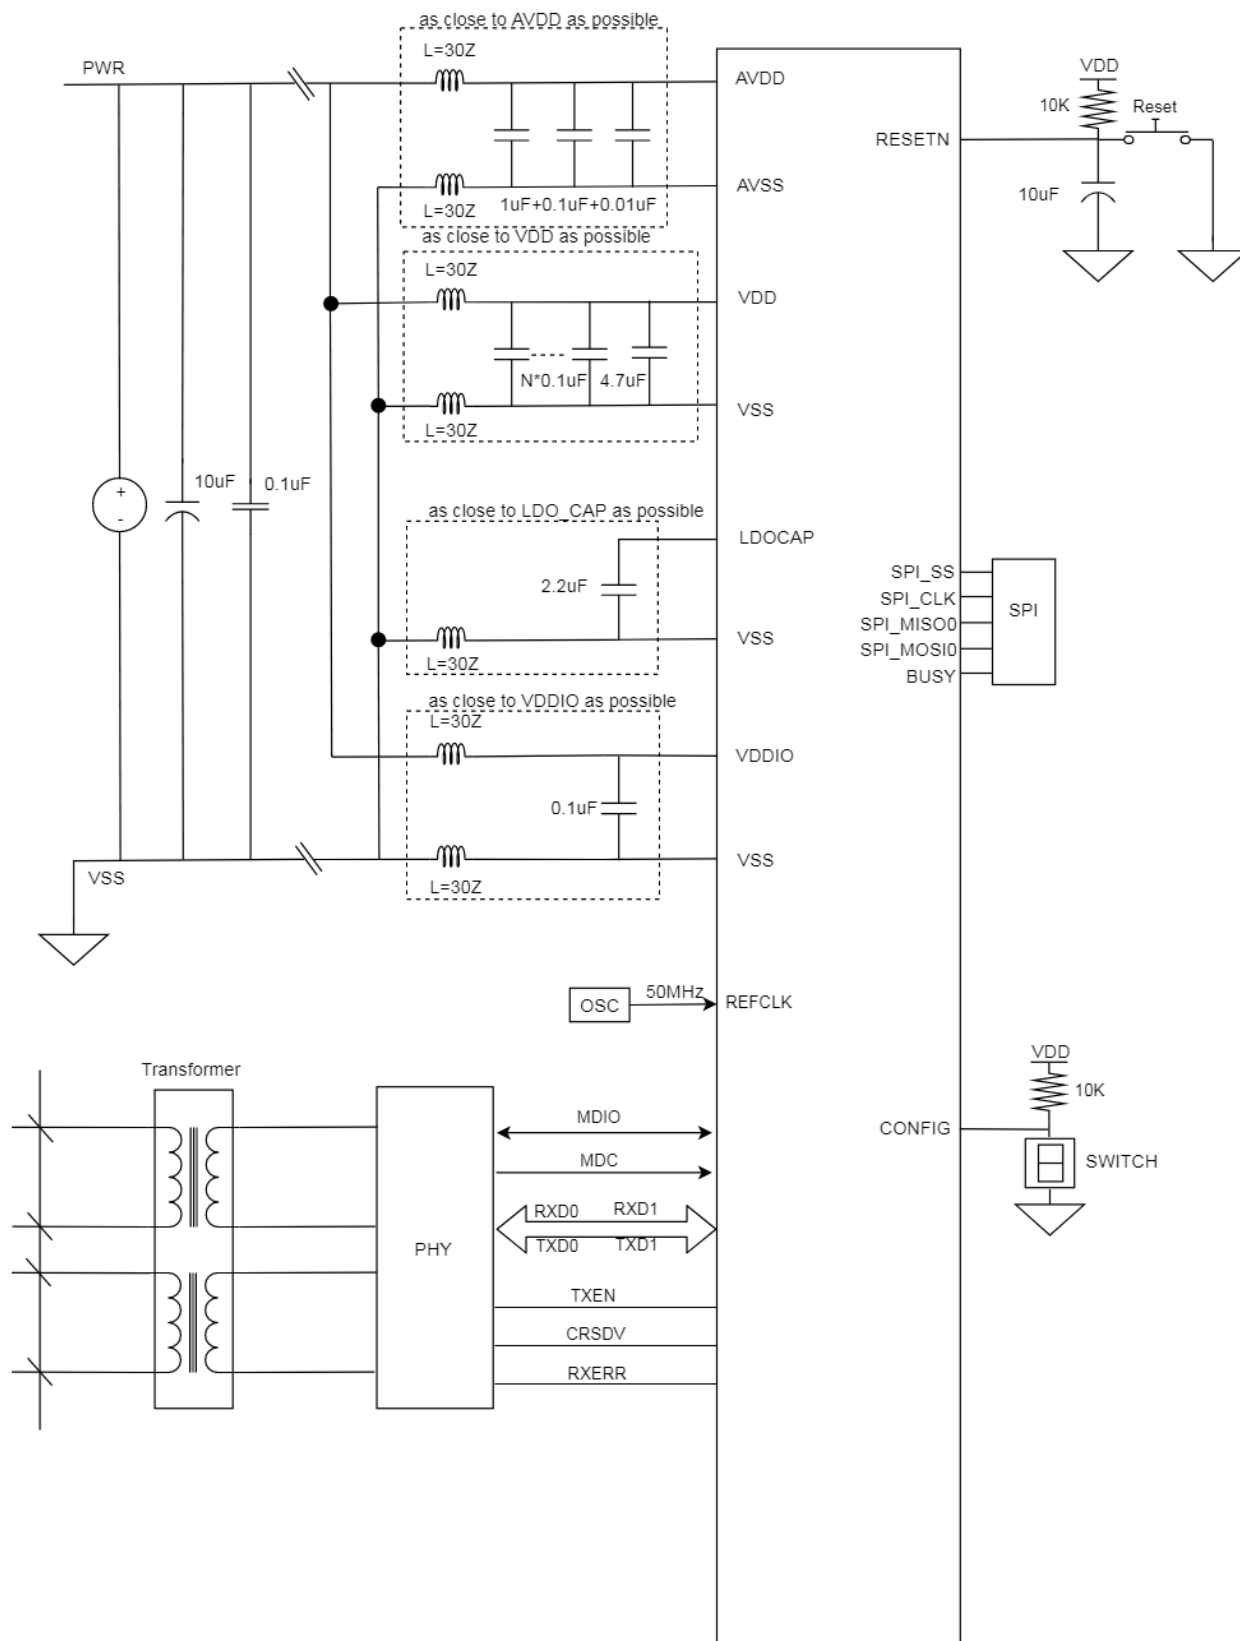 as close to AVDD as possible
L=30Z
PWR
AVDD
VDD
10K
Reset
RESETN
AVSS
L=30Z
1uF+0.1uF+0.01uF
10uF
as close to VDD as possible
L=30Z
VDD
N*0.1uF
4.7uF
VSS
L=30Z
10uF
0.1uF
+
-
as close to LDO_CAP as possible
LDOCAP
2.2uF
SPI_SS
SPI_CLK
SPI_MISO0
SPI_MOSI0
BUSY
SPI
VSS
L=30Z
as close to VDDIO as possible
L=30Z
VDDIO
0.1uF
VSS
VSS
L=30Z
OSC
50MHz
REFCLK
Transformer
VDD
10K
MDIO
CONFIG
SWITCH
MDC
RXD0
RXD1
PHY
TXD0
TXD1
TXEN
CRSDV
RXERR